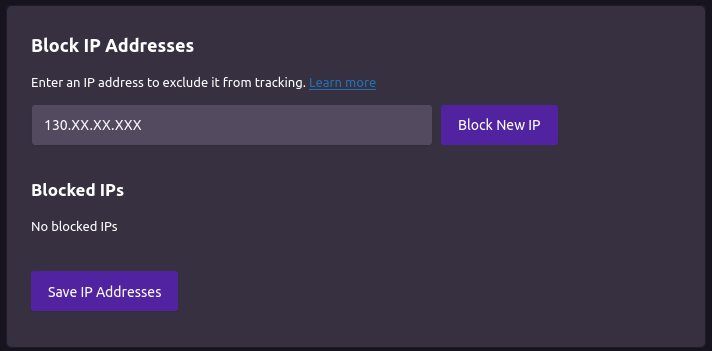 Block IP Addresses
Enter an IP address to exclude it from tracking. Learn more
130.XX.XX.XXX
Block New IP
Blocked IPs
No blocked IPs
Save IP Addresses